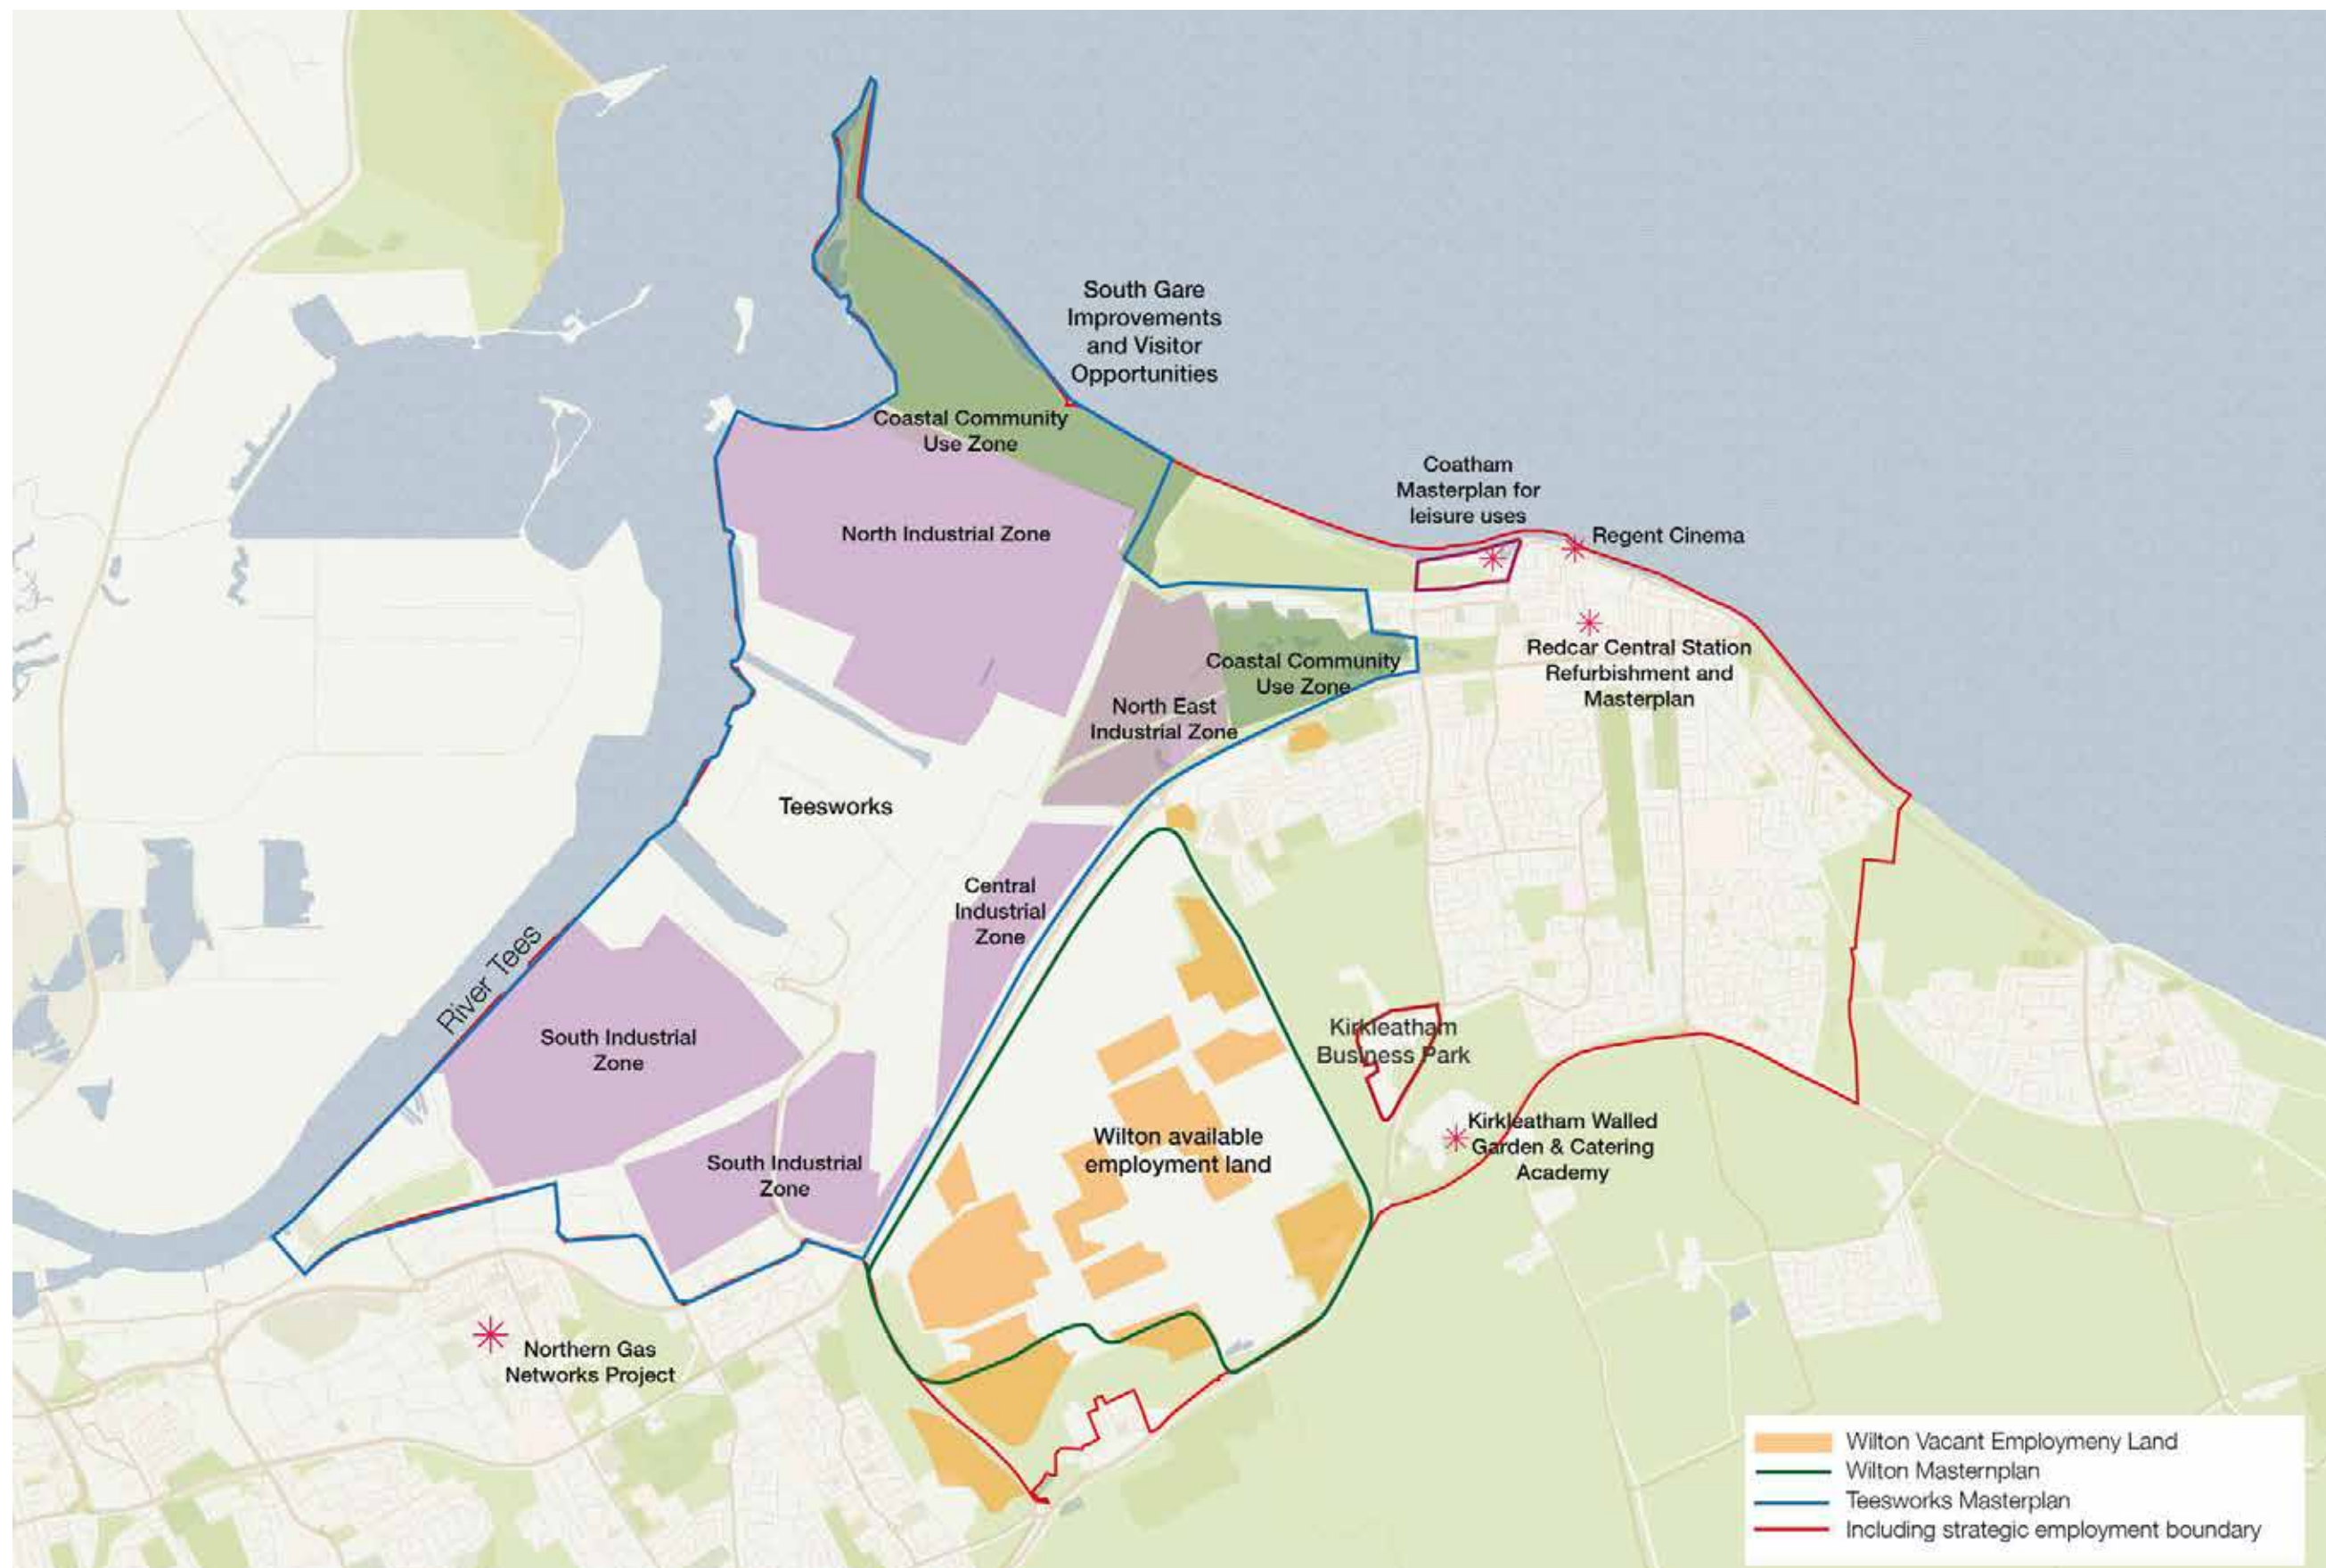 South Gare
Improvements
and Visitor
Opportunities
Coastal Community
Use Zone
Coatham
Masterplan for
leisure uses
North Industrial Zone
Regent Cinema
Redcar Central Station
Refurbishment and
Masterplan
Coastal Community
Use Zone
North East
Industrial Zone
Teesworks
Central
Industrial
Zone
River Tees
South Industrial
Zone
Kirkleatham
Business Park
Kirkleatham Walled
Garden & Catering
Academy
Wilton available
employment land
South Industrial
Zone
Northern Gas
Networks Project
Wilton Vacant Employmeny Land
Wilton Masternplan
Teesworks Masterplan
Including strategic employment boundary